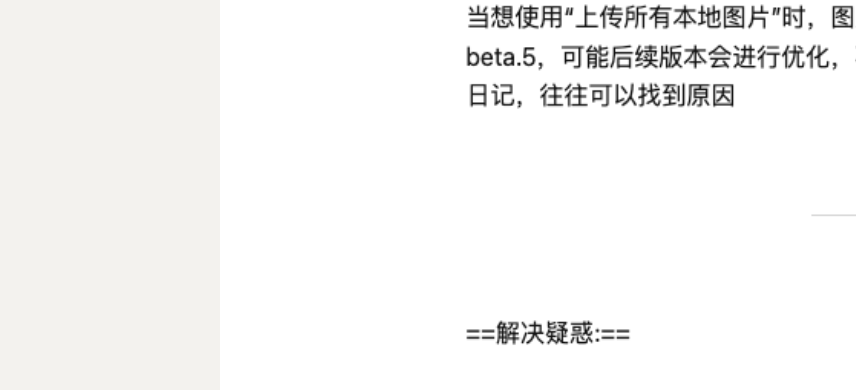 当想使用“上传所有本地图片”时，图
beta.5，可能后续版本会进行优化，
日记，往往可以找到原因
==解决疑惑:==